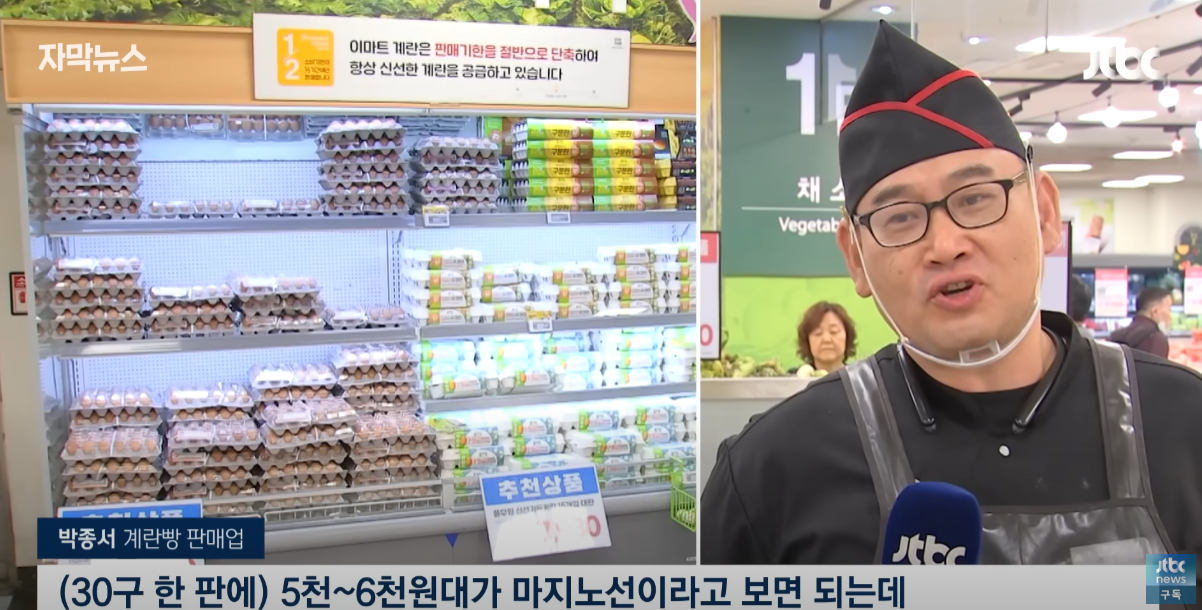 자막뉴스
1
2
이마트 계란은 판매기한을 절반으로 단축하여
항상 신선한 계란을 공급하고 있습니다
구운란
추천상품
추천상품
jtbc
채소
Vegetab
jtbc
박종서 계란빵 판매업
(30구 한 판에) 5천~6천원대가 마지노선이라고 보면 되는데
jtbc
news
구독